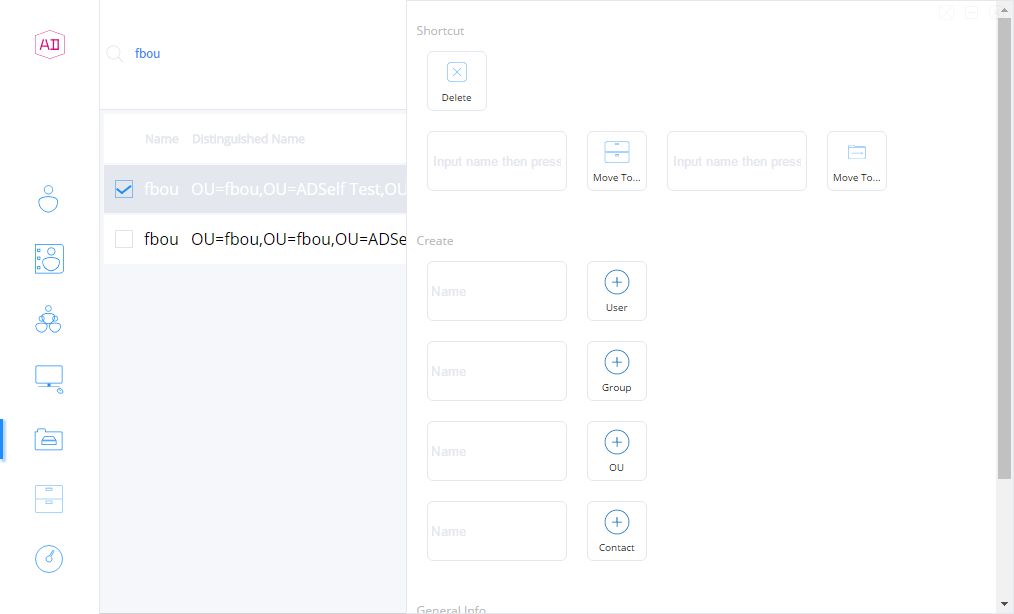 AD
fbou
Name Distinguished Name
fbou OU=fbou,OU=ADSelf Test,OU
fbou OU=fbou,OU=fbou,OU=ADSe
Shortcut
Delete
Input name then press
Move To...
Input name then press
Move To...
Create
Name
User
Name
Group
Name
OU
Name
Contact
General Info